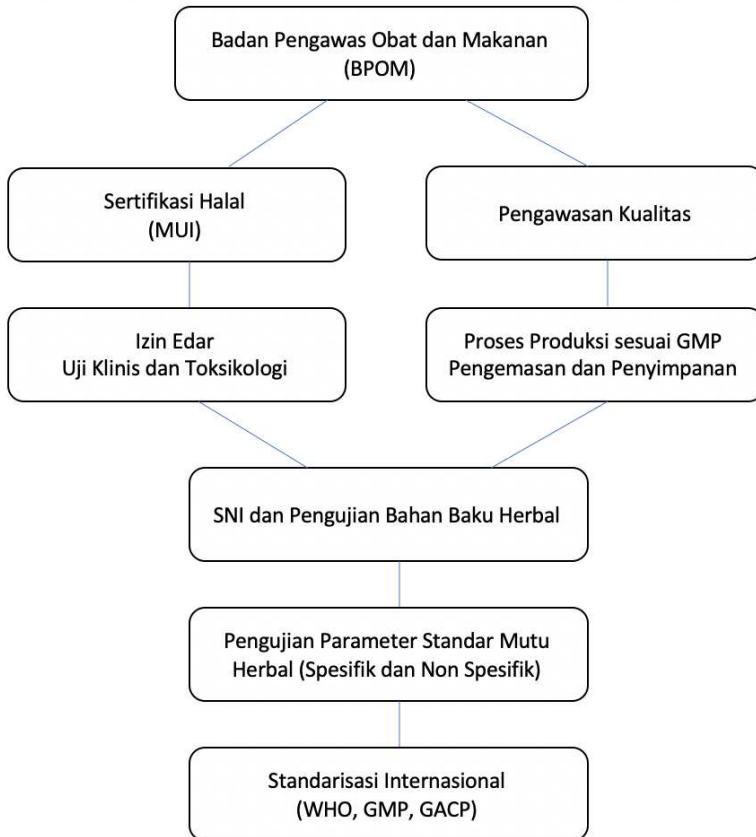 Badan Pengawas Obat dan Makanan
(BPOM)
Sertifikasi Halal
(MUI)
Pengawasan Kualitas
Izin Edar
Uji Klinis dan Toksikologi
Proses Produksi sesuai GMP
Pengemasan dan Penyimpanan
SNI dan Pengujian Bahan Baku Herbal
Pengujian Parameter Standar Mutu
Herbal (Spesifik dan Non Spesifik)
Standarisasi Internasional
(WHO, GMP, GACP)